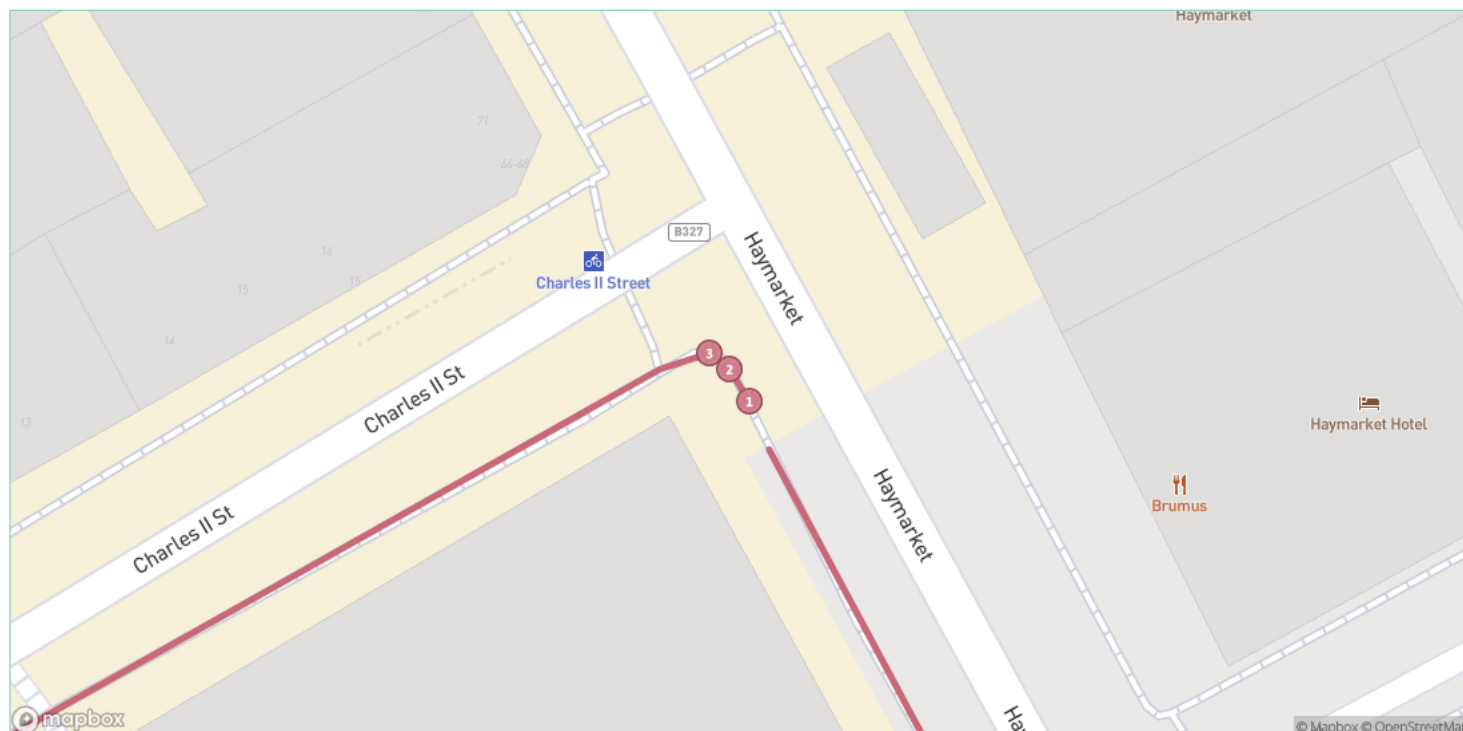 Haymarket
71
66-68
B327
Haymarket
16
Charles II Street
15
15
14
3
2
Charles II St
1
Haymarket Hotel
13
Haymarket
Brumus
Charles II St
mapbox
© Mapbox © OpenStreetMa